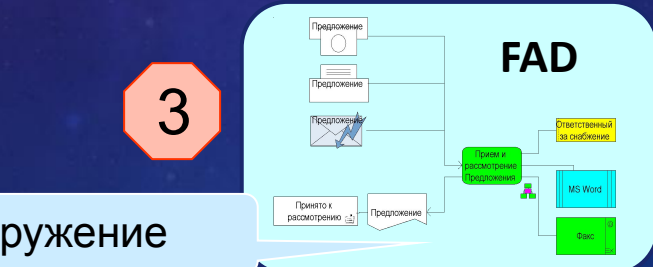 3
FAD
Предложение
Предложение
Предложение
Ответственный
за снабжение
Прием и
рассмотрение
Предложения
MS Word
Принято к
рассмотрению
Предложение
Факс
ружение